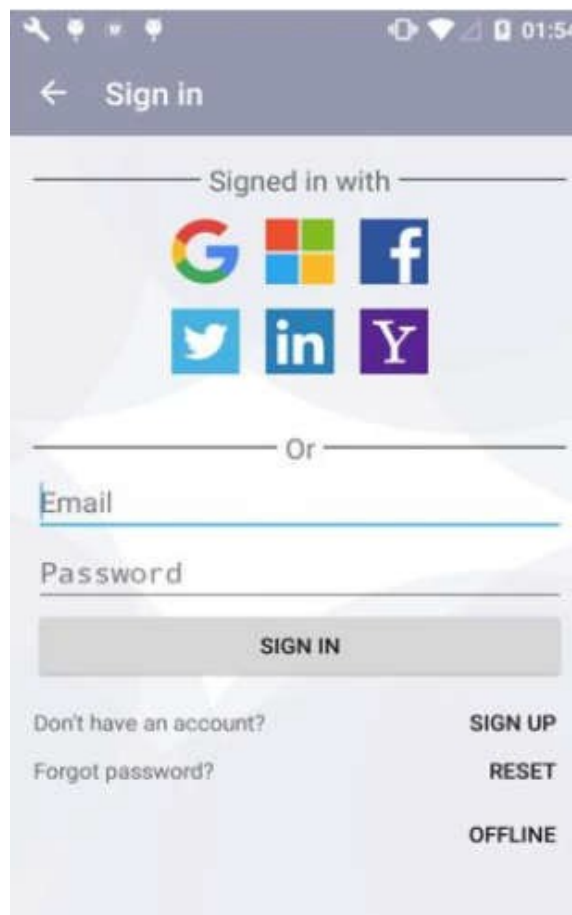 01:54
Sign in
Signed in with
G f
in Y
Or
Email
Password
SIGN IN
Don't have an account? SIGN UP
Forgot password? RESET
OFFLINE